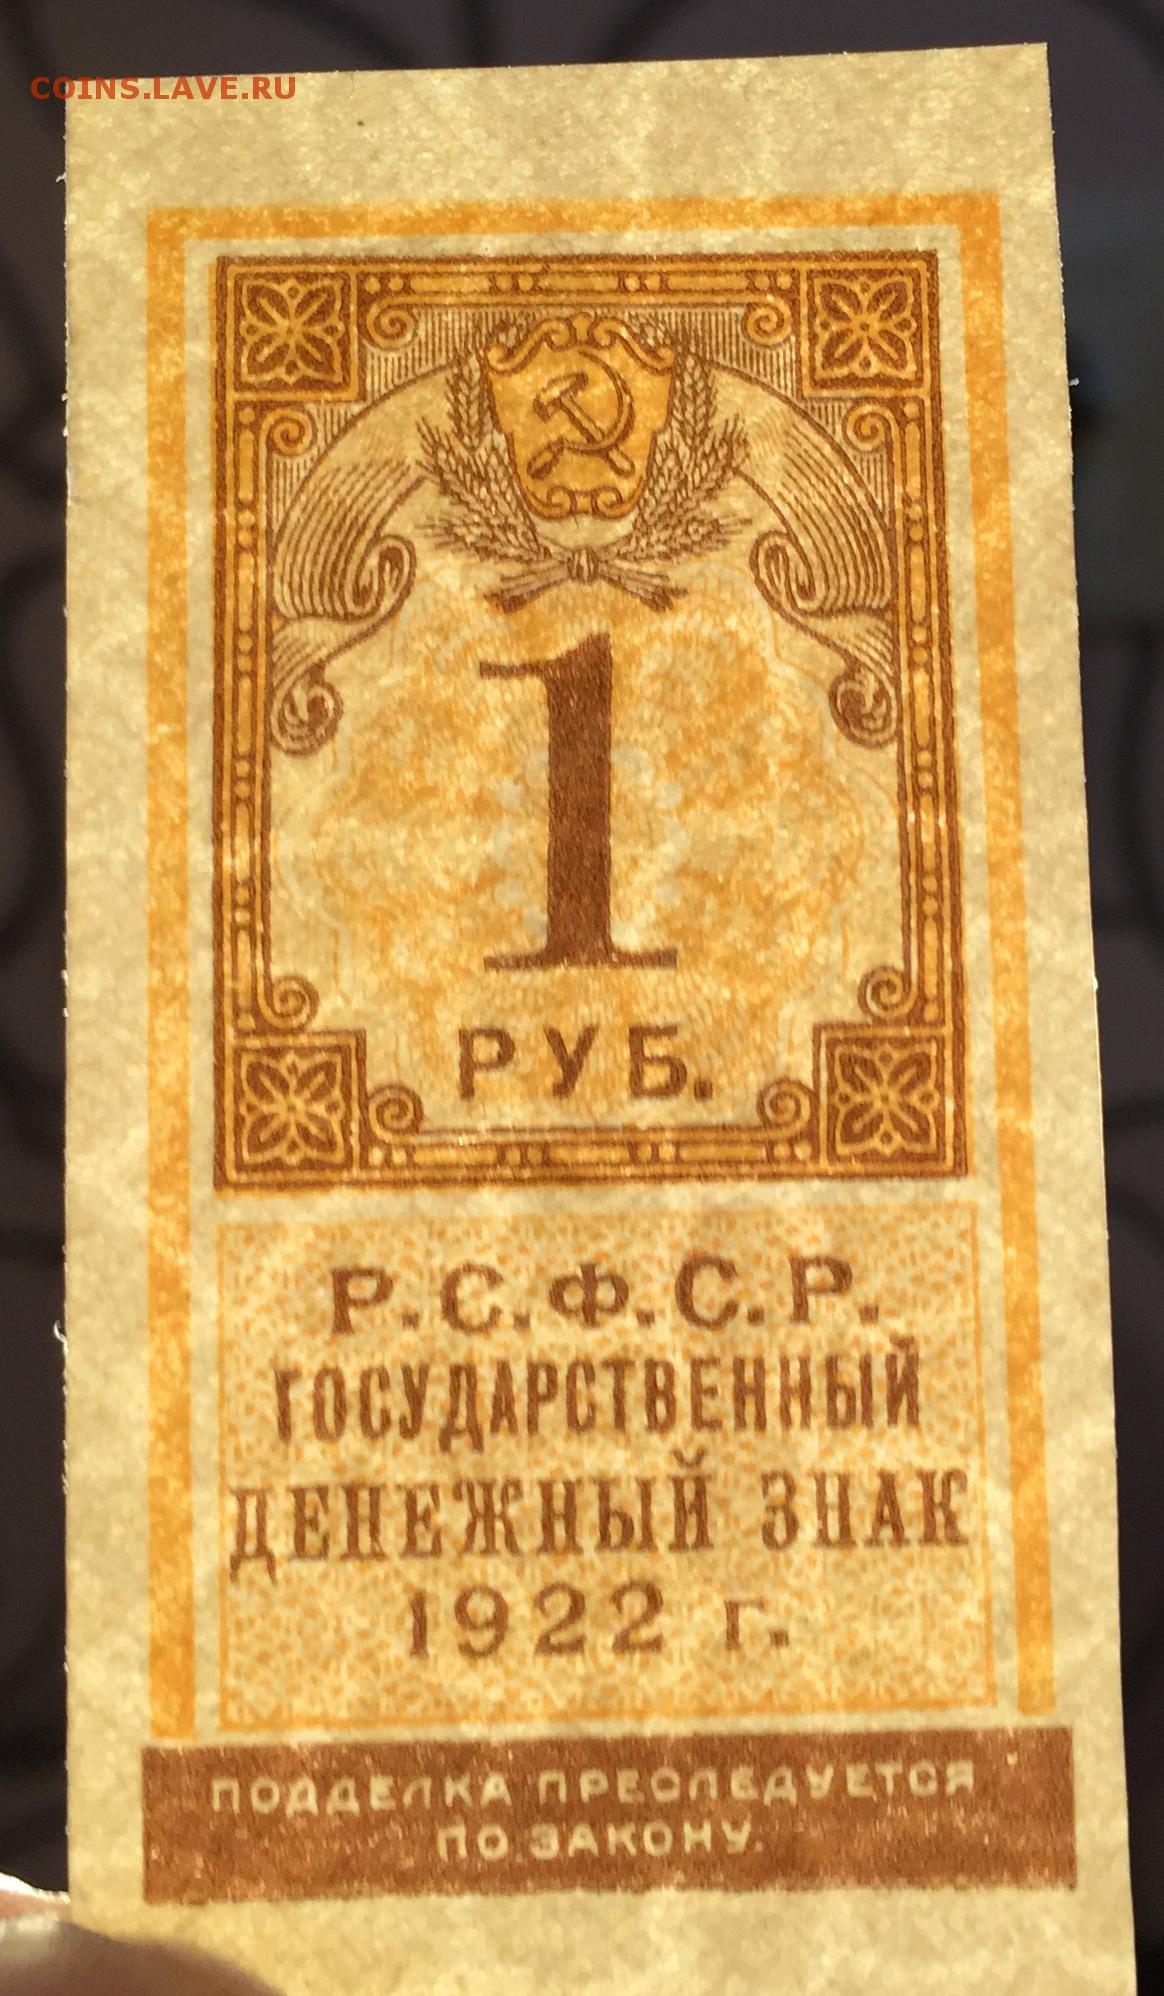 COINS.LAVE.RU
1
РУБ.
Р.С.Ф.С.Р.
ГОСУДАРСТВЕННЫЙ
ДЕНЕЖНЫЙ ЗНАК
1922 г.
ПОДДЕЛКА ПРЕСЛЕДУЕТСЯ
ПО ЗАКОНУ.